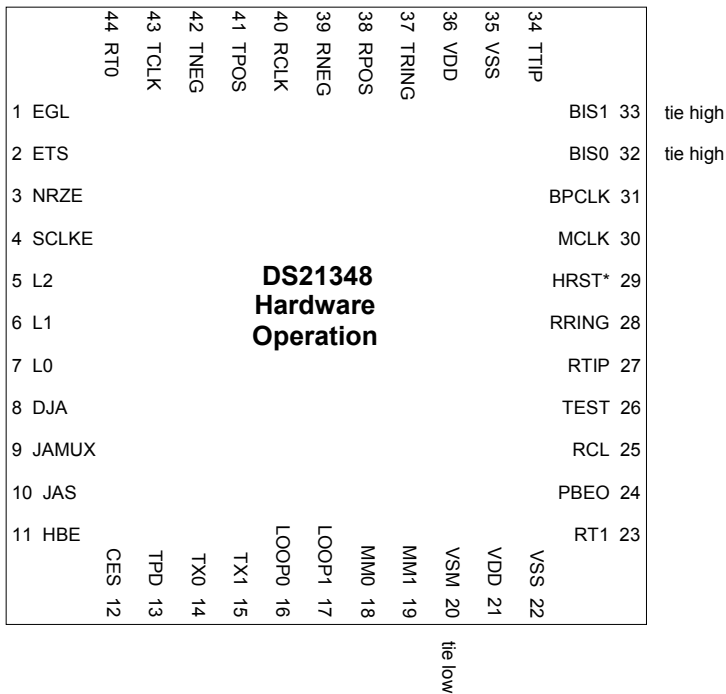 44 RT0
43 TCLK
42 TNEG
41 TPOS
40 RCLK
39 RNEG
38 RPOS
37 TRING
36 VDD
35 VSS
34 TTIP
1 EGL
2 ETS
3 NRZE
4 SCLKE
5 L2
6 L1
7 L0
8 DJA
9 JAMUX
10 JAS
11 HBE
DS21348
Hardware
Operation
BIS1 33 tie high
BIS0 32 tie high
BPCLK 31
MCLK 30
HRST* 29
RRING 28
RTIP 27
TEST 26
RCL 25
PBEO 24
RT1 23
CES 12
TPD 13
TX0 14
TX1 15
LOOP0 16
LOOP1 17
MM0 18
MM1 19
VSM 20
VDD 21
VSS 22
tie low